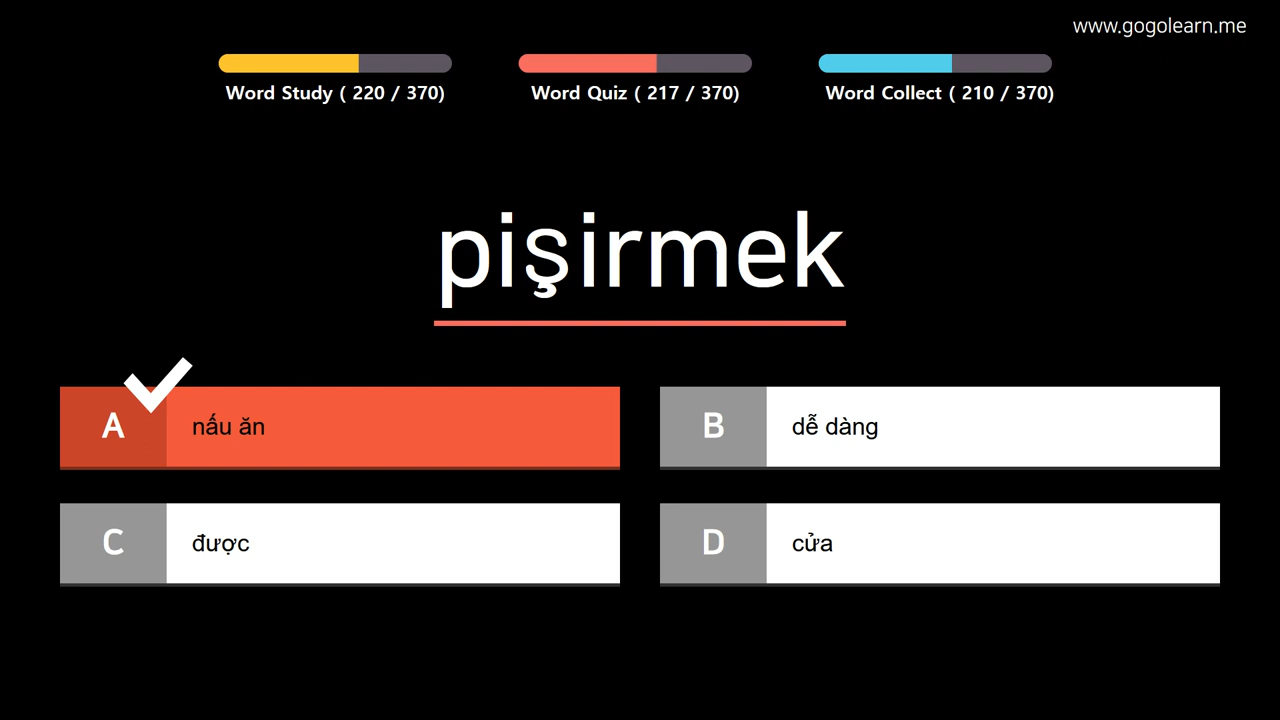 www.gogolearn.me
Word Study ( 220 / 370)
Word Quiz ( 217 / 370)
Word Collect ( 210 / 370)
pişirmek
A nấu ăn
B dễ dàng
C được
D cửa